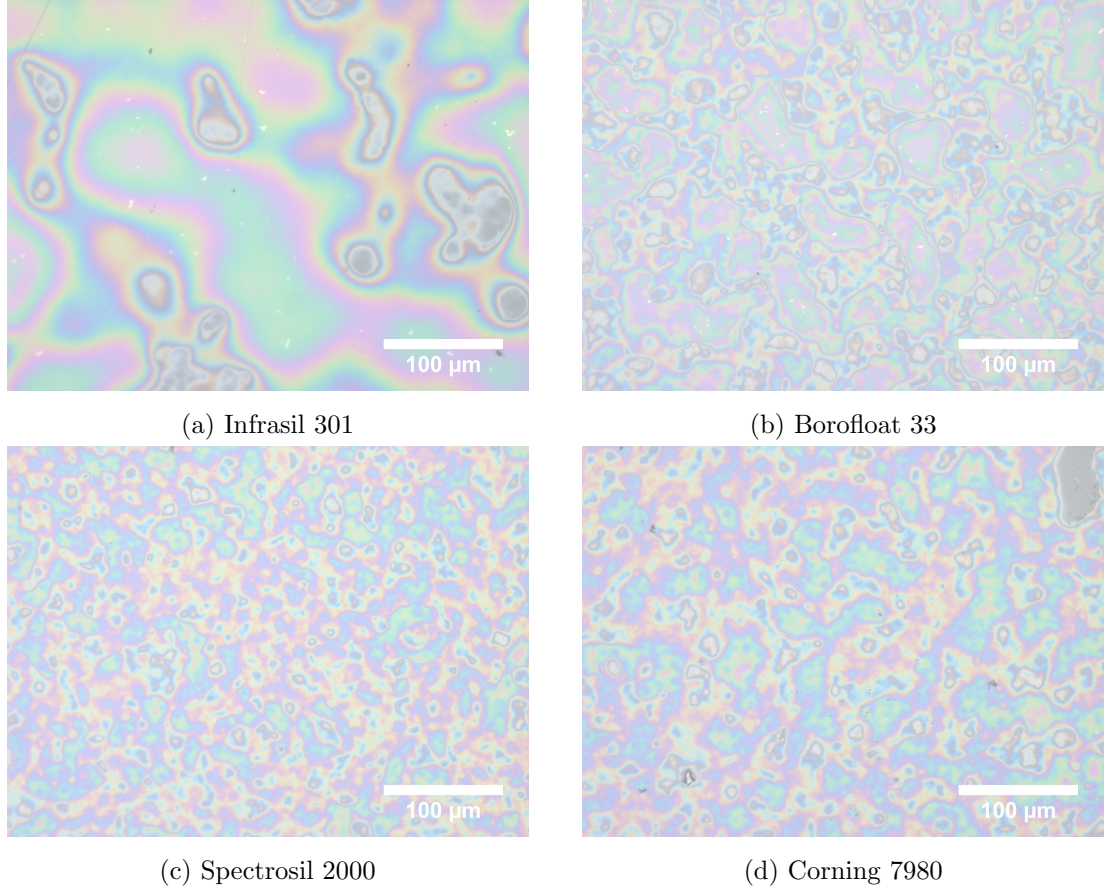 100 µm
100 µm
(a) Infrasil 301
(b) Borofloat 33
100 µm
100 µm
(c) Spectrosil 2000
(d) Corning 7980